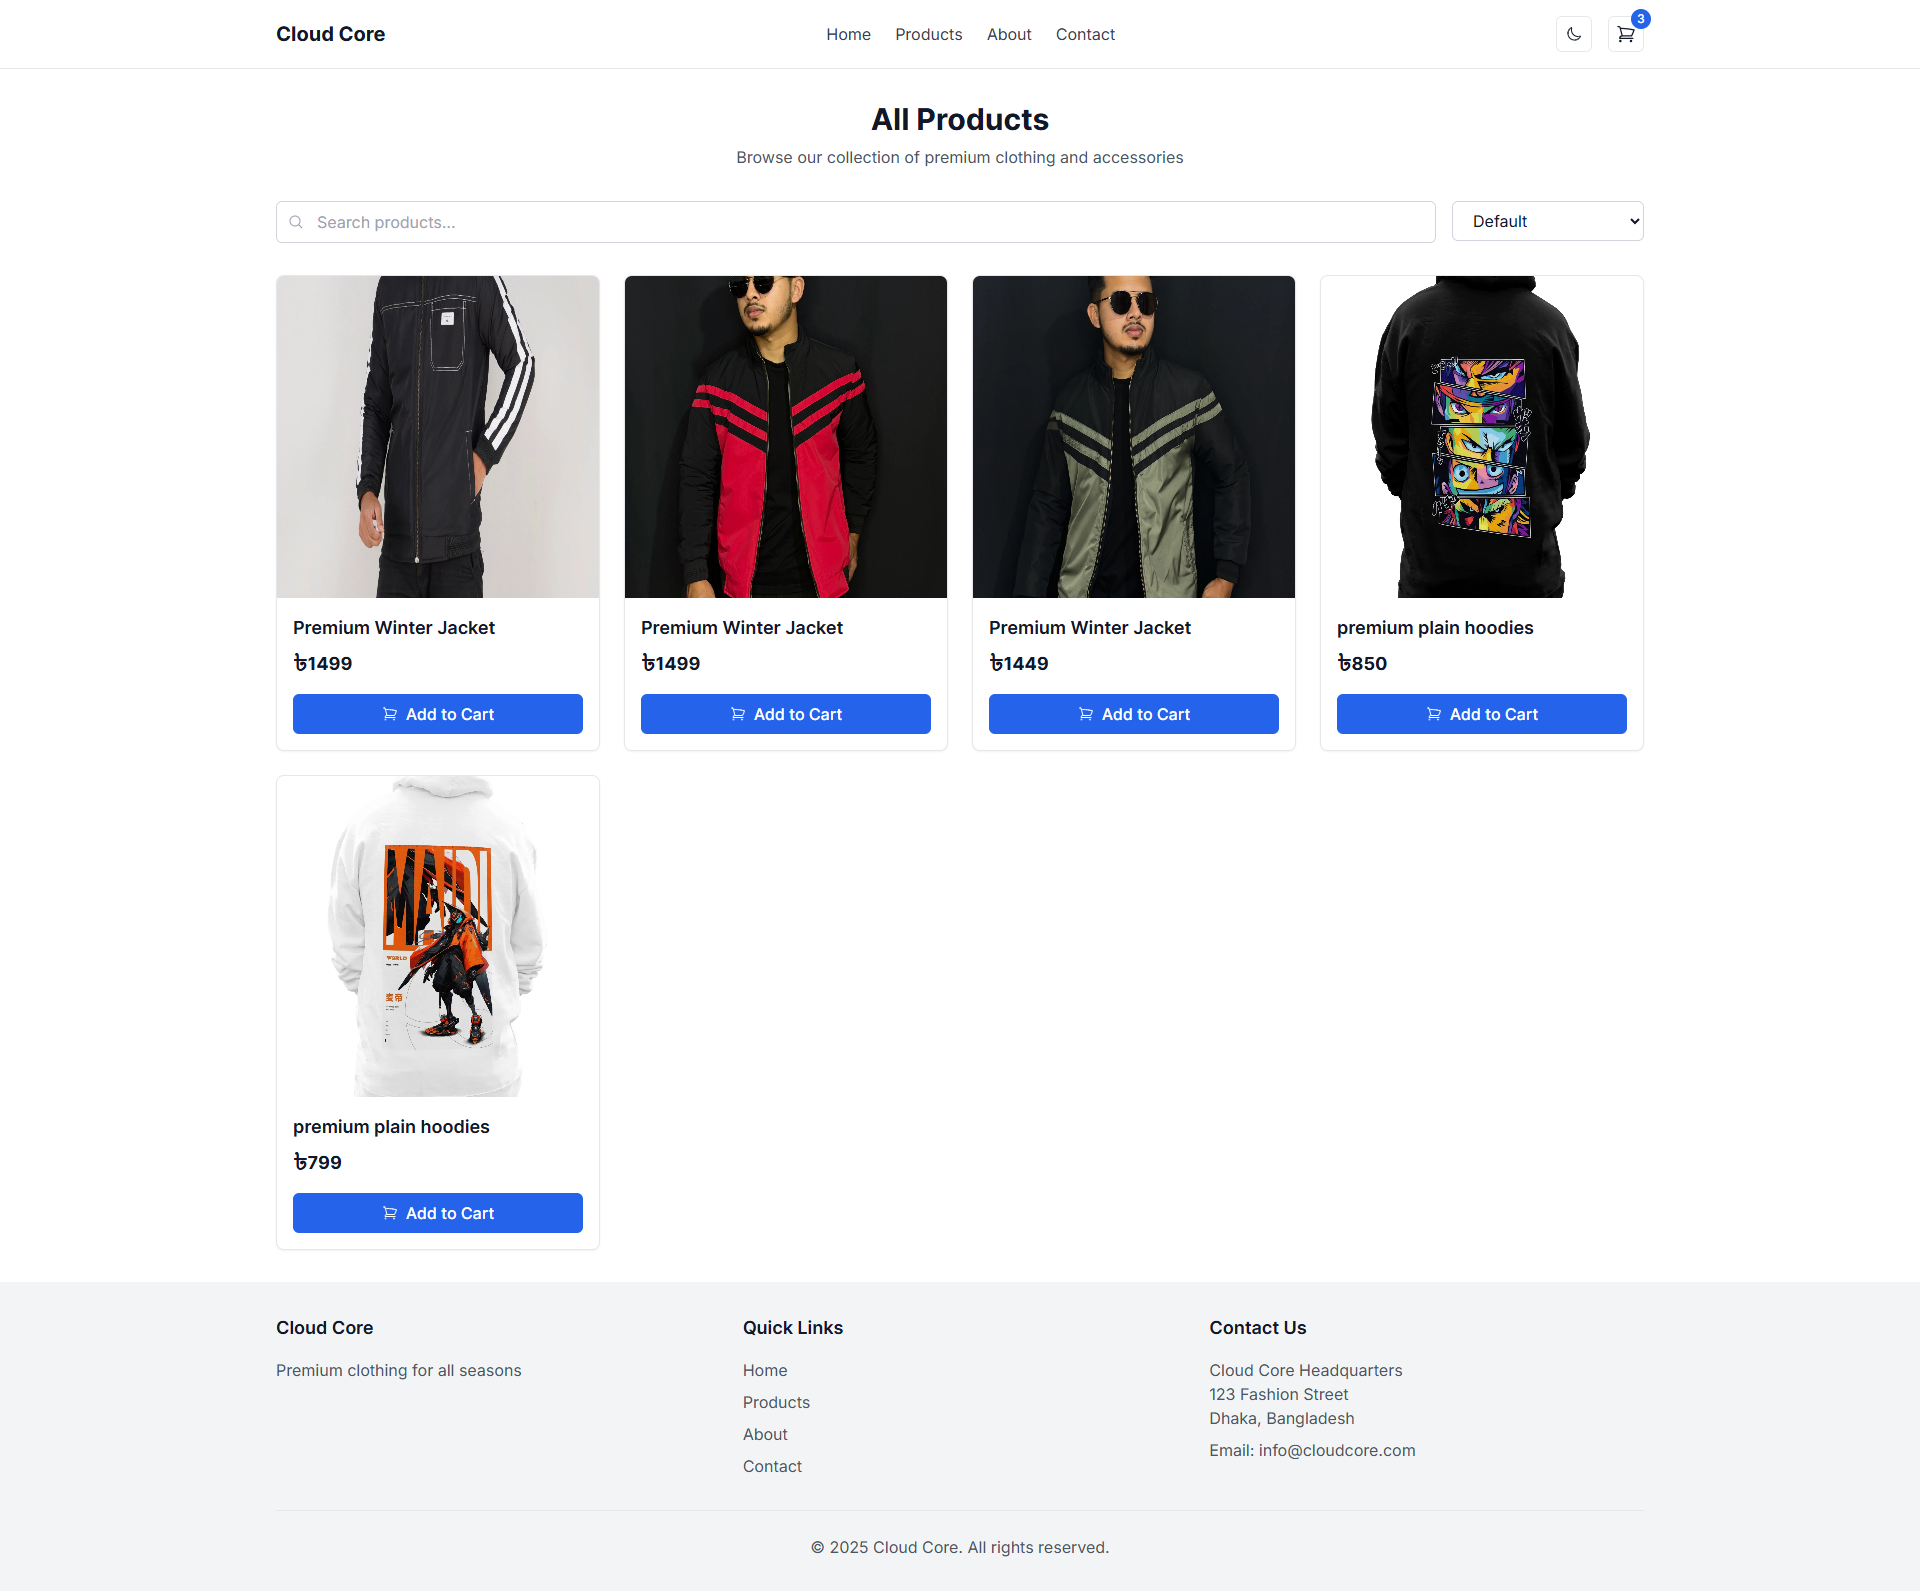 Cloud Core
Home Products About Contact
3
All Products
Browse our collection of premium clothing and accessories
Search products...
Default
Premium Winter Jacket
৳1499
Add to Cart
Premium Winter Jacket
৳1499
Add to Cart
Premium Winter Jacket
৳1449
Add to Cart
premium plain hoodies
৳850
Add to Cart
WORLD
premium plain hoodies
৳799
Add to Cart
Cloud Core
Premium clothing for all seasons
Quick Links
Home
Products
About
Contact
Contact Us
Cloud Core Headquarters
123 Fashion Street
Dhaka, Bangladesh
Email: info@cloudcore.com
© 2025 Cloud Core. All rights reserved.